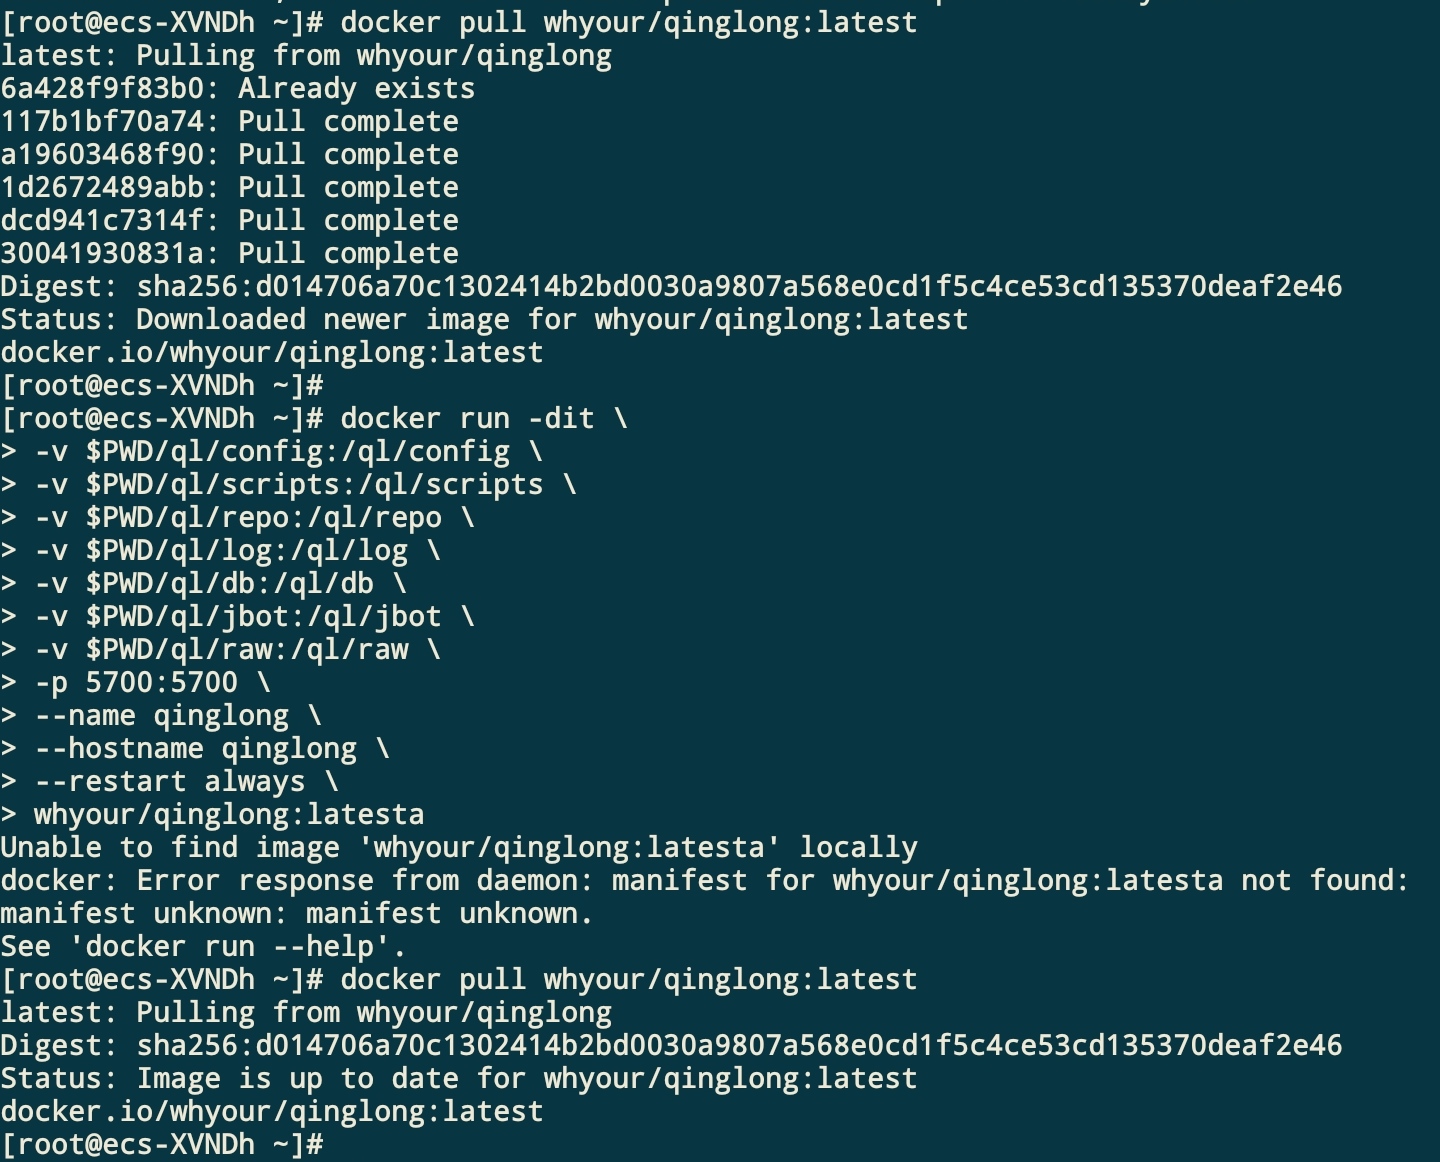 [root@ecs-XVNDh ~]# docker pull whyour/qinglong:latest
latest: Pulling from whyour/qinglong
6a428f9f83b0: Already exists
117b1bf70a74: Pull complete
a19603468f90: Pull complete
1d2672489abb: Pull complete
dcd941c7314f: Pull complete
30041930831a: Pull complete
Digest: sha256:d014706a70c1302414b2bd0030a9807a568e0cd1f5c4ce53cd135370deaf2e46
Status: Downloaded newer image for whyour/qinglong:latest
docker.io/whyour/qinglong:latest
[root@ecs-XVNDh ~]#
[root@ecs-XVNDh ~]# docker run -dit \
> -v $PWD/ql/config:/ql/config \
> -v $PWD/ql/scripts:/ql/scripts \
> -v $PWD/ql/repo:/ql/repo \
> -v $PWD/ql/log:/ql/log \
> -v $PWD/ql/db:/ql/db \
> -v $PWD/ql/jbot:/ql/jbot \
> -v $PWD/ql/raw:/ql/raw \
> -p 5700:5700 \
> --name qinglong \
> --hostname qinglong \
> --restart always \
> whyour/qinglong:latesta
Unable to find image 'whyour/qinglong:latesta' locally
docker: Error response from daemon: manifest for whyour/qinglong:latesta not found:
manifest unknown: manifest unknown.
See 'docker run --help'.
[root@ecs-XVNDh ~]# docker pull whyour/qinglong:latest
latest: Pulling from whyour/qinglong
Digest: sha256:d014706a70c1302414b2bd0030a9807a568e0cd1f5c4ce53cd135370deaf2e46
Status: Image is up to date for whyour/qinglong:latest
docker.io/whyour/qinglong:latest
[root@ecs-XVNDh ~]#